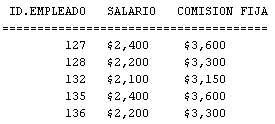 ID.EMPLEADO SALARIO COMISION FIJA
======================================
127 $2,400 $3,600
128 $2,200 $3,300
132 $2,100 $3,150
135 $2,400 $3,600
136 $2,200 $3,300